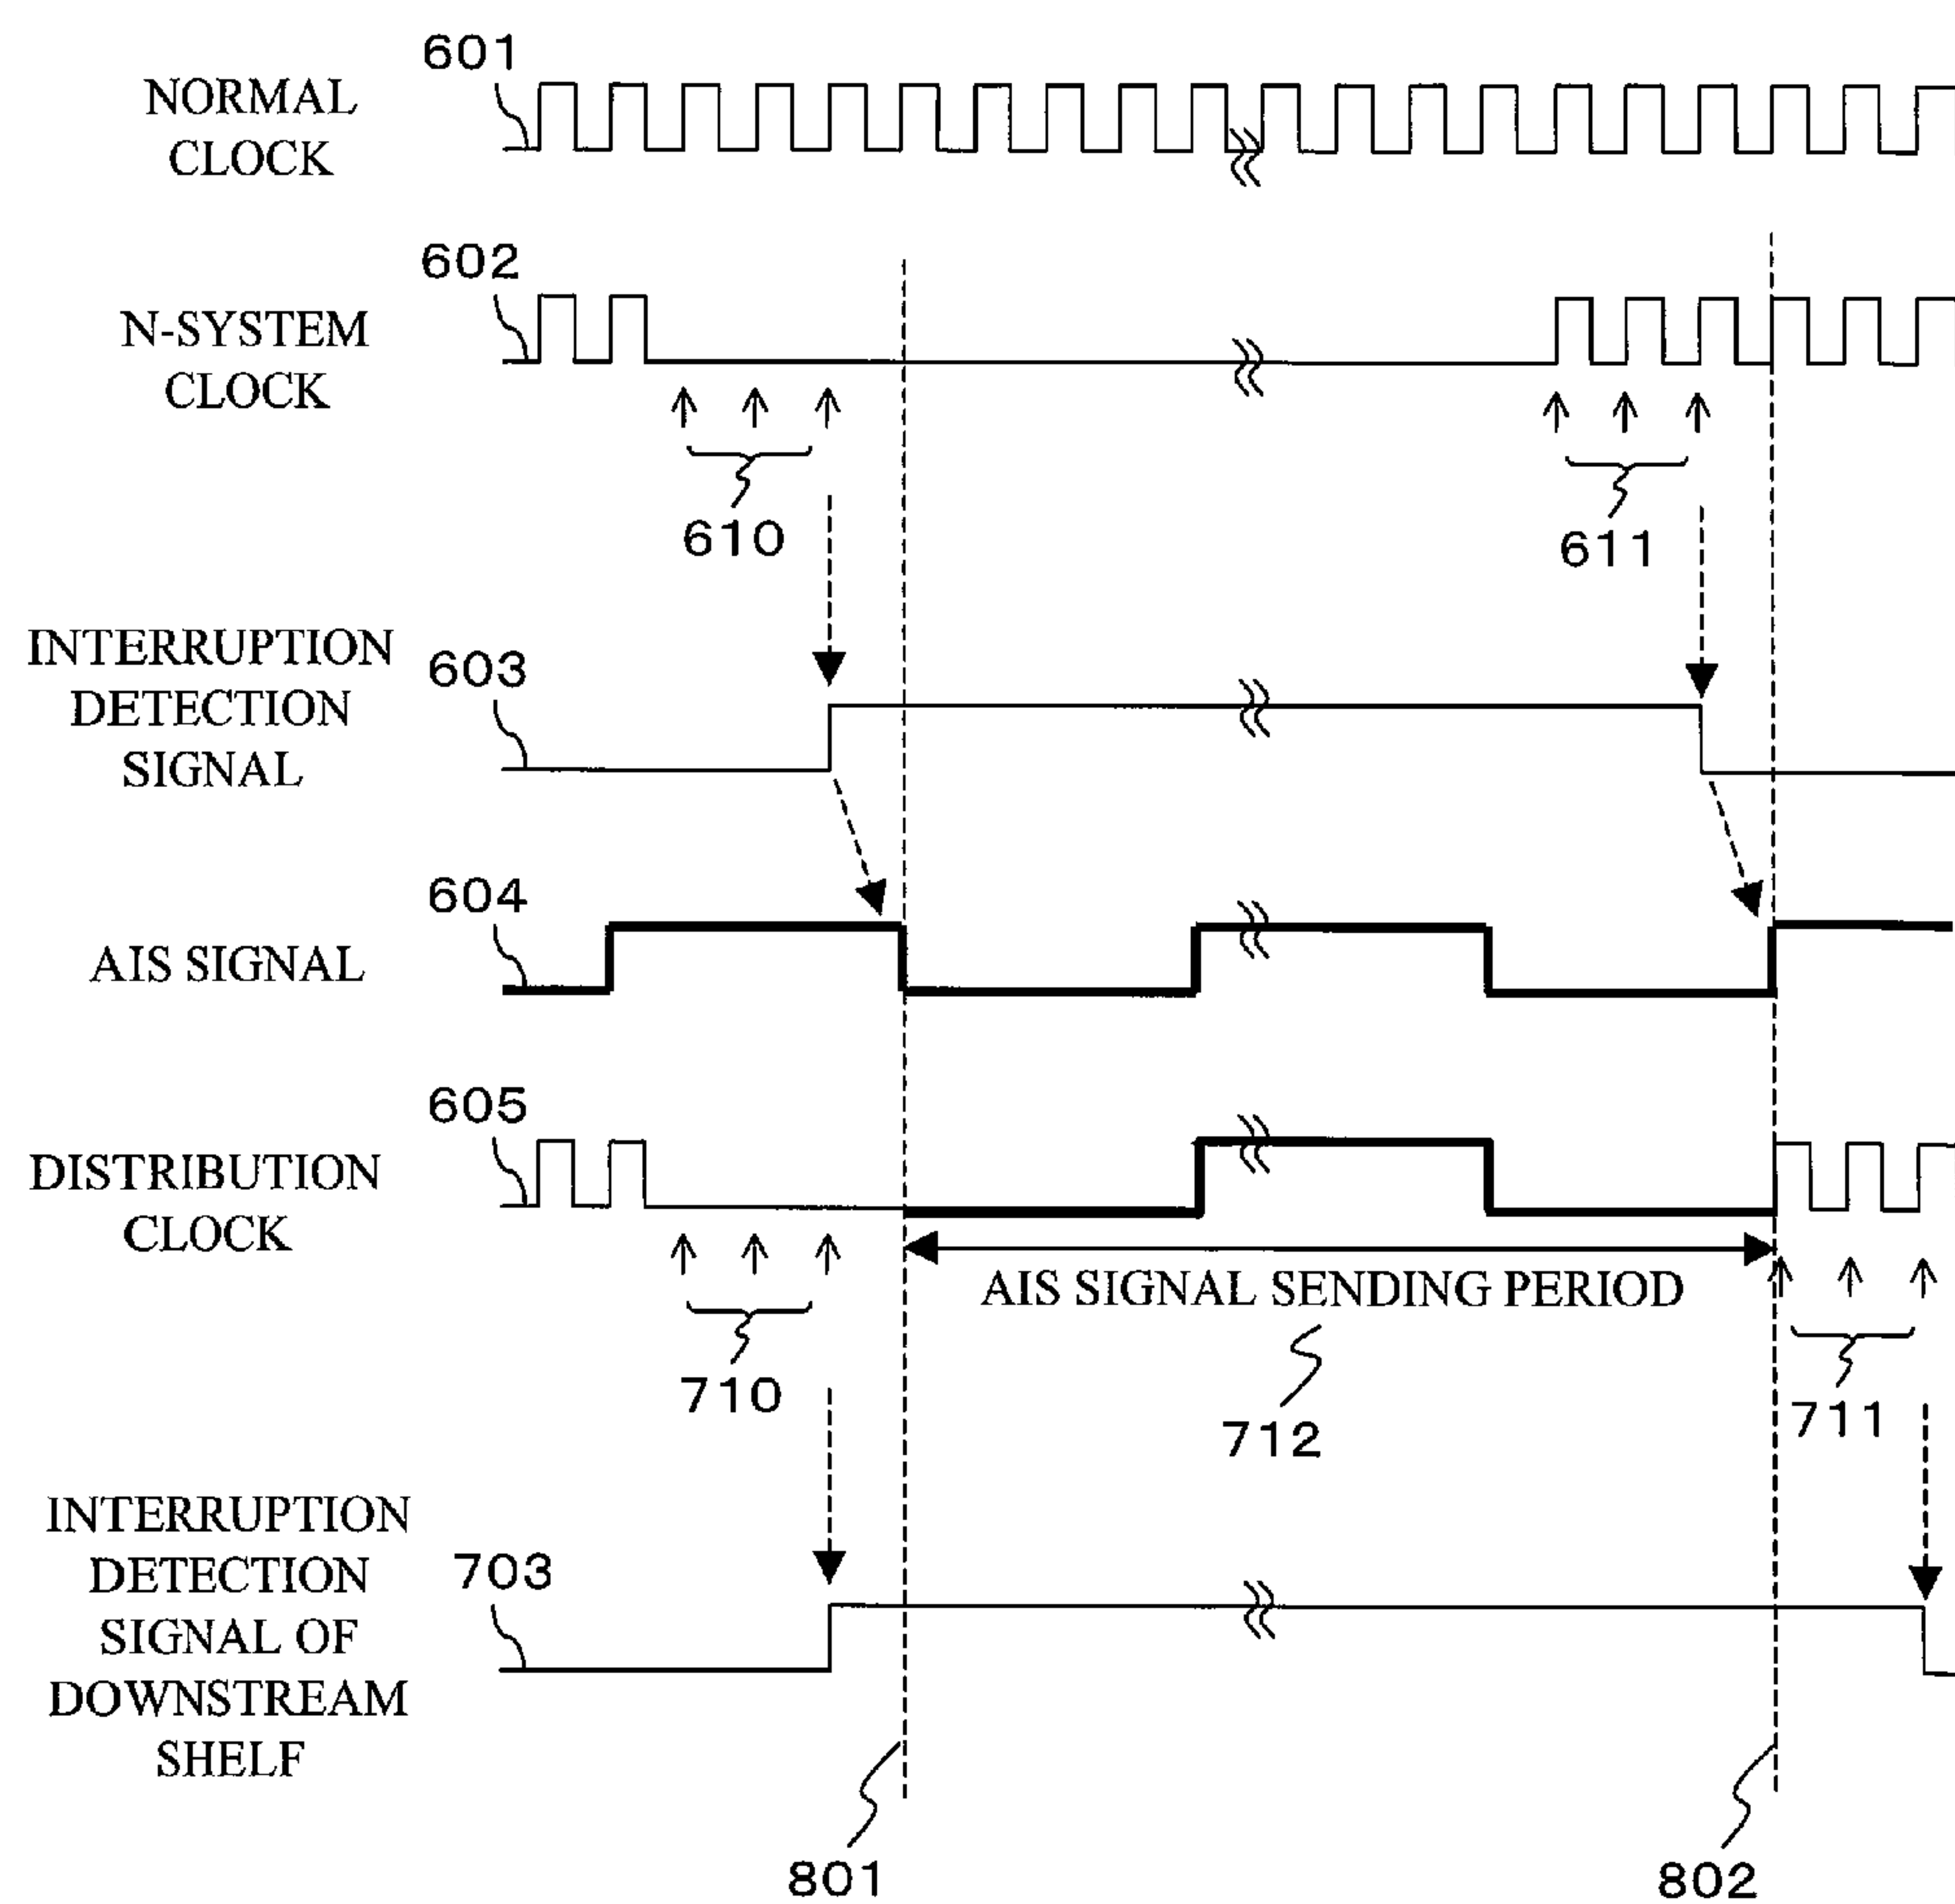 601
NORMAL
CLOCK
602
N-SYSTEM
CLOCK
610
611
INTERRUPTION
DETECTION
SIGNAL
603
604
AIS SIGNAL
605
DISTRIBUTION
CLOCK
AIS SIGNAL SENDING PERIOD
710
712
711
INTERRUPTION
DETECTION
SIGNAL OF
DOWNSTREAM
SHELF
703
801
802